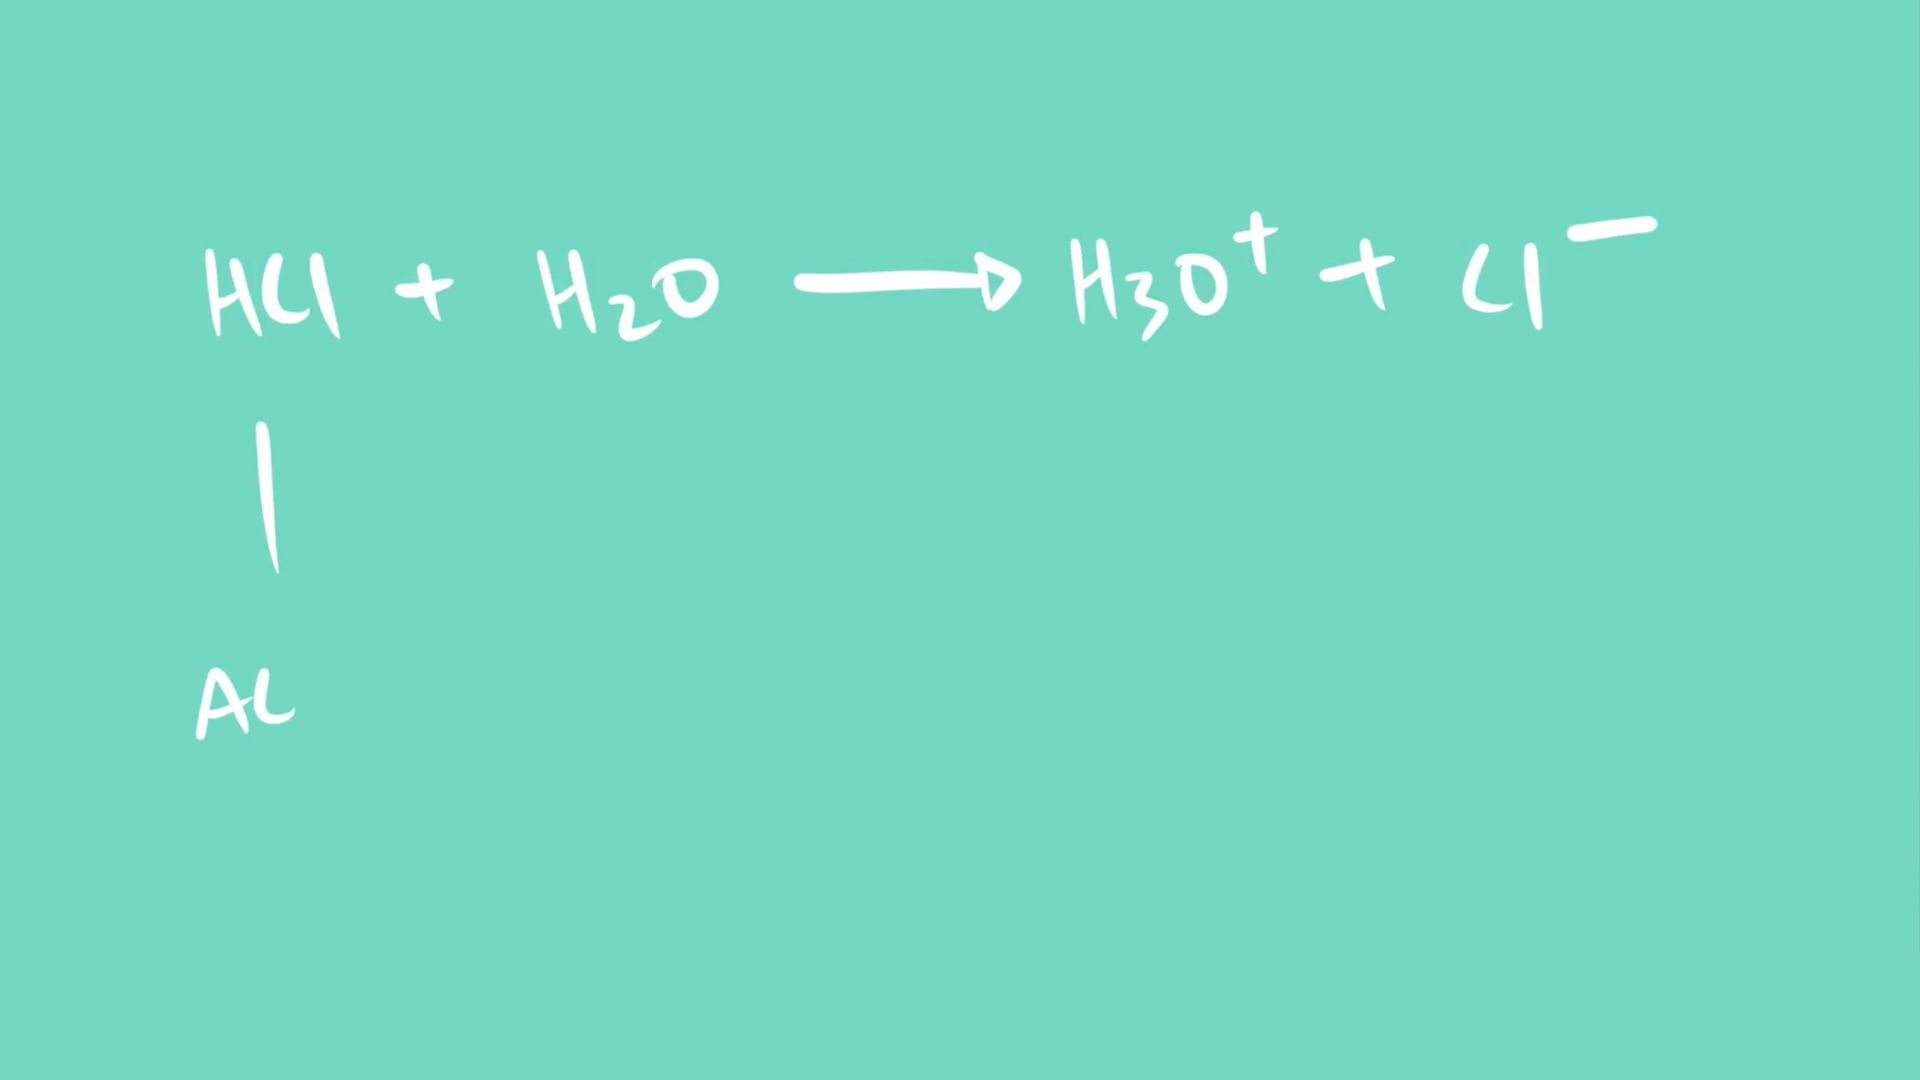 HCl + H₂O → H₃O⁺ + Cl⁻
AC